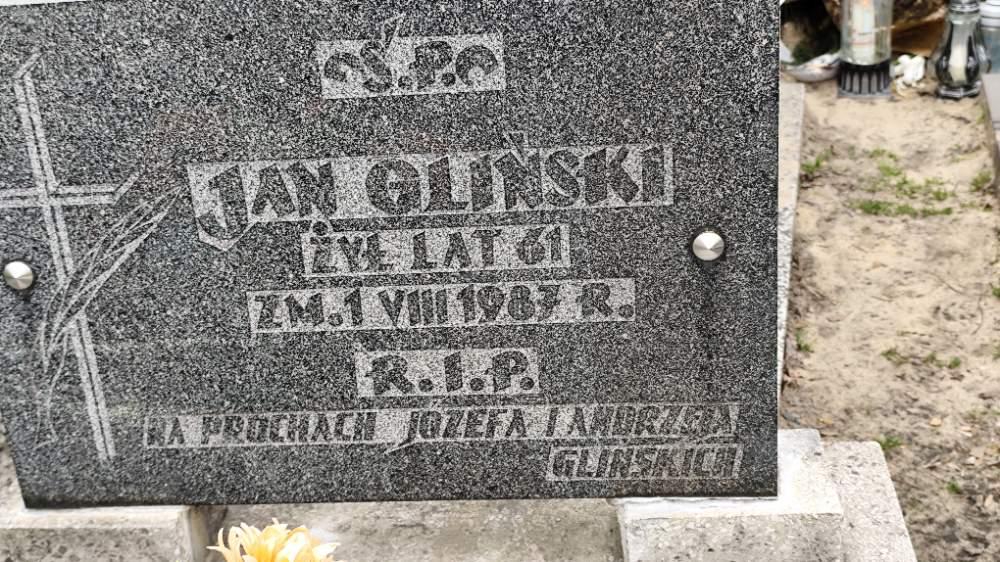 Ś.P.
JAN GLIŃSKI
ŻYŁ LAT 61
ZM. 1 VIII 1987 R.
R.I.P.
NA PROCHACH JÓZEFA I ANDRZEJA
GLIŃSKICH